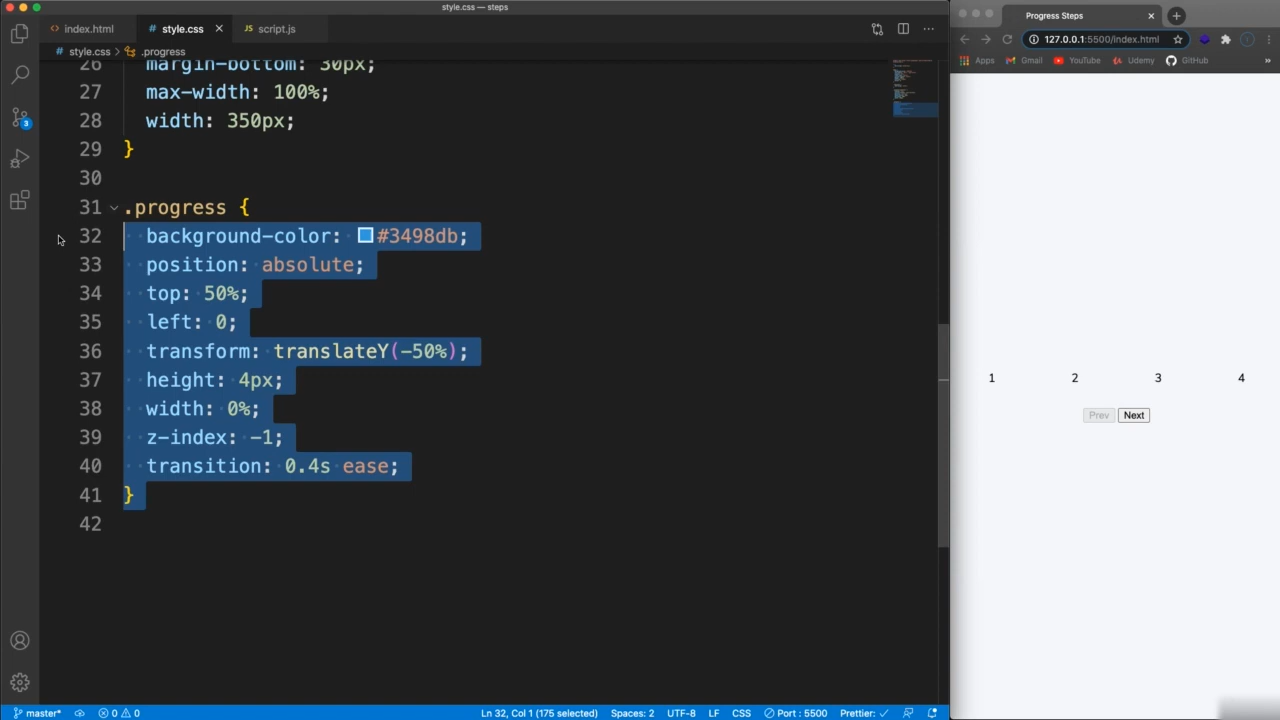 style.css — steps
index.html
style.css
JS script.js
style.css > .progress
26 margin-bottom: 30px;
27 max-width: 100%;
28 width: 350px;
29 }
30
31 .progress {
32 background-color: #3498db;
33 position: absolute;
34 top: 50%;
35 left: 0;
36 transform: translateY(-50%);
37 height: 4px;
38 width: 0%;
39 z-index: -1;
40 transition: 0.4s ease;
41 }
42
3
master*
0 0
Ln 32, Col 1 (175 selected)
Spaces: 2
UTF-8
LF
CSS
Port : 5500
Prettier: ✓
Progress Steps
127.0.0.1:5500/index.html
Apps
Gmail
YouTube
Udemy
GitHub
»
1 2 3 4
Prev Next